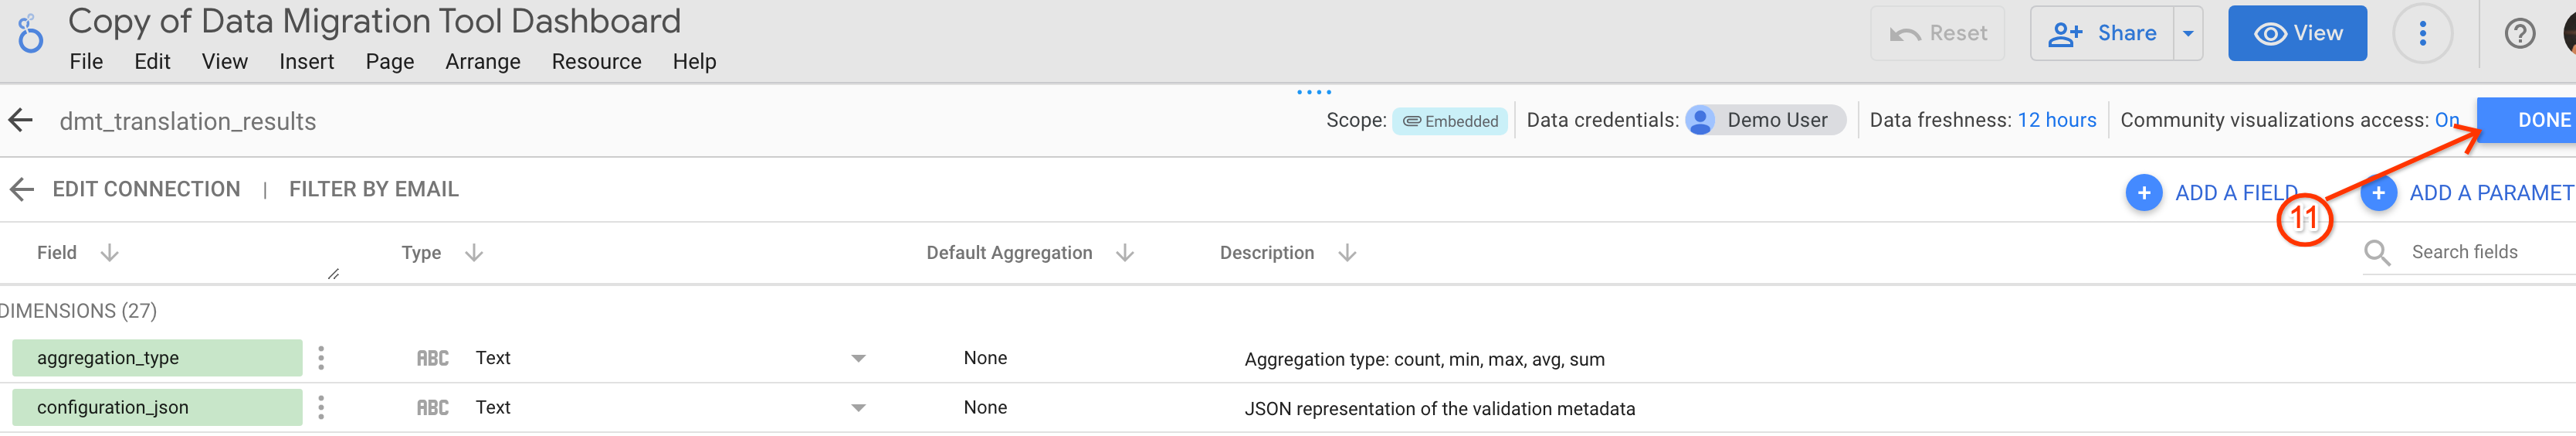 Copy of Data Migration Tool Dashboard
Reset Share View
File Edit View Insert Page Arrange Resource Help
dmt_translation_results Scope: Embedded Data credentials: Demo User Data freshness: 12 hours Community visualizations access: On DONE
EDIT CONNECTION | FILTER BY EMAIL ADD A FIELD ADD A PARAMET
11
Field Type Default Aggregation Description Search fields
DIMENSIONS (27)
aggregation_type ABC Text None Aggregation type: count, min, max, avg, sum
configuration_json ABC Text None JSON representation of the validation metadata